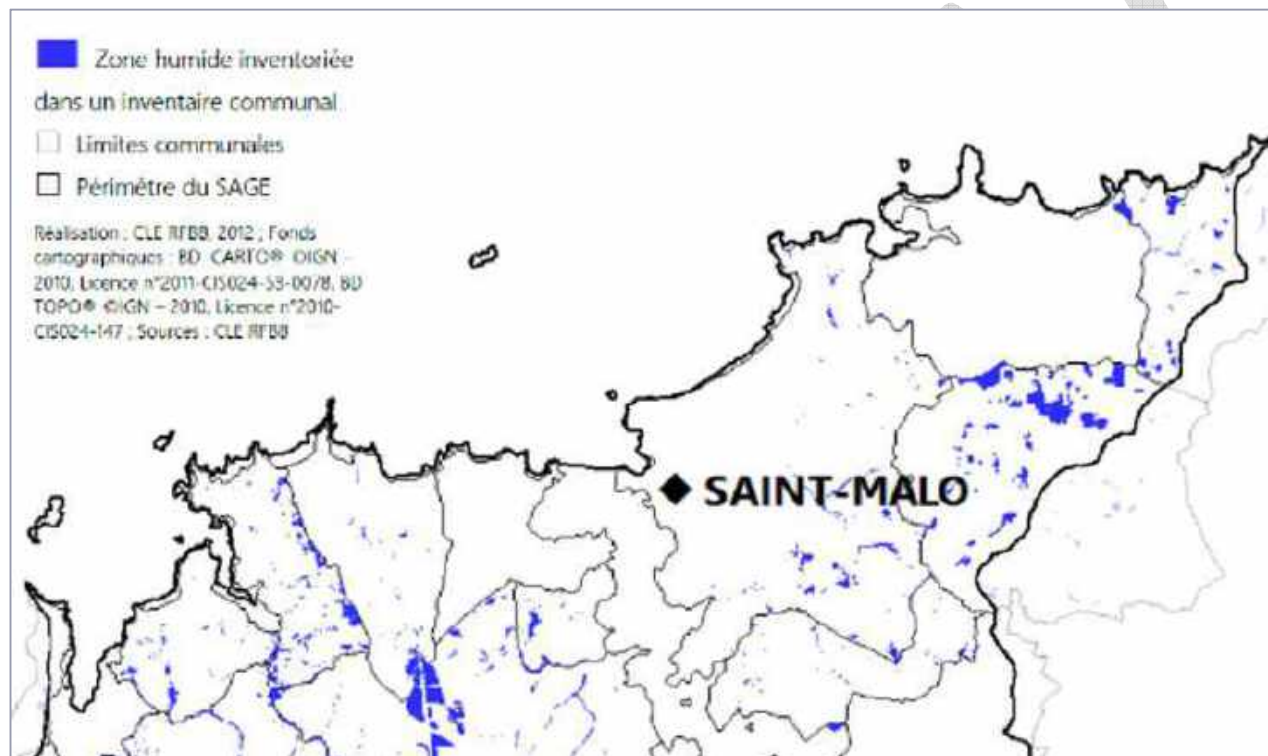 Zone humide inventoriée
dans un inventaire communal
Limites communales
Périmètre du SAGE
Réalisation : CLE RFBB, 2012 ; Fonds
cartographiques : BD CARTO® ©IGN –
2010, Licence n°2011-CISO24-53-0078, BD
TOPO® ©IGN – 2010, Licence n°2010-
CISO24-147 ; Sources : CLE RFBB
SAINT-MALO